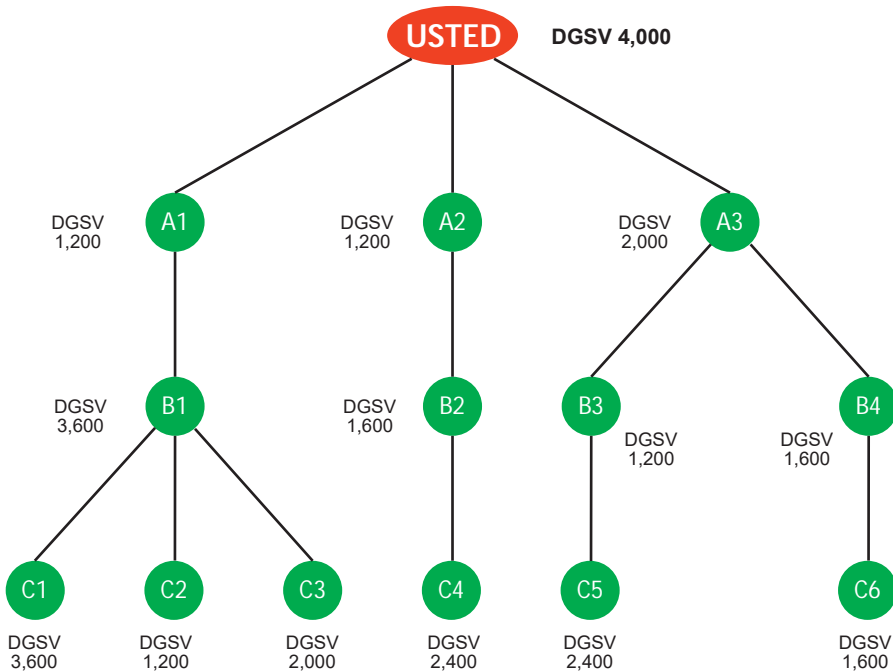 USTED
DGSV 4,000
A1
DGSV
1,200
A2
DGSV
1,200
A3
DGSV
2,000
B1
DGSV
3,600
B2
DGSV
1,600
B3
DGSV
1,200
B4
DGSV
1,600
C1
C2
C3
C4
C5
C6
DGSV
3,600
DGSV
1,200
DGSV
2,000
DGSV
2,400
DGSV
2,400
DGSV
1,600